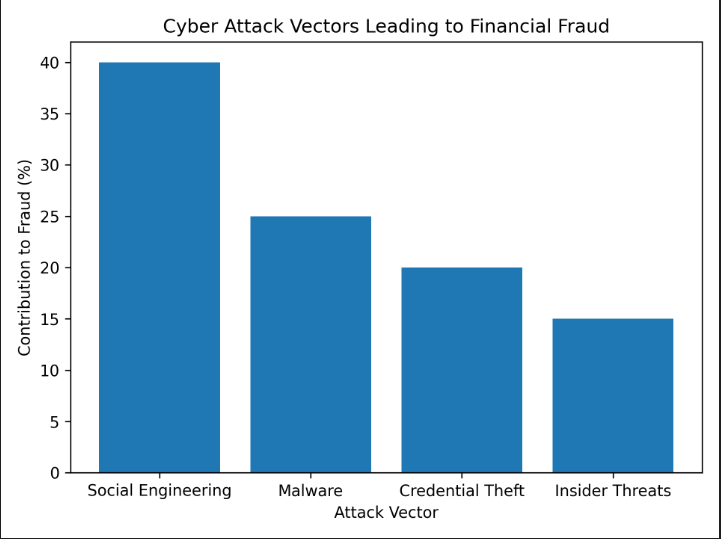 Cyber Attack Vectors Leading to Financial Fraud
Contribution to Fraud (%)
40
35
30
25
20
15
10
5
0
Social Engineering
Malware
Credential Theft
Insider Threats
Attack Vector